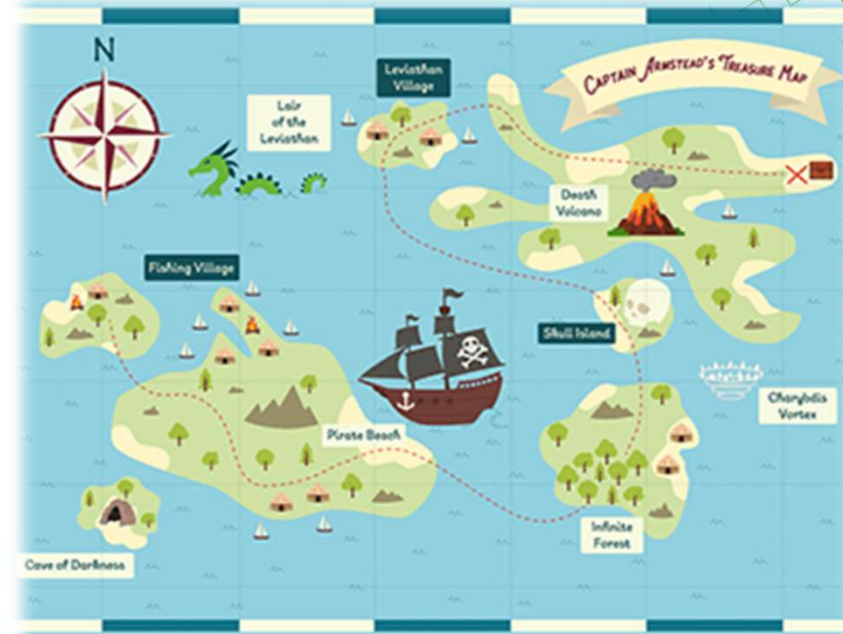 N
Leviathan
Village
CAPTAIN ARMSTEAD'S TREASURE MAP
Lair
of the
Leviathan
Death
Volcano
Fishing Village
Skull Island
Charybdis
Vortex
Pirate Beach
Infinite
Forest
Cave of Darkness